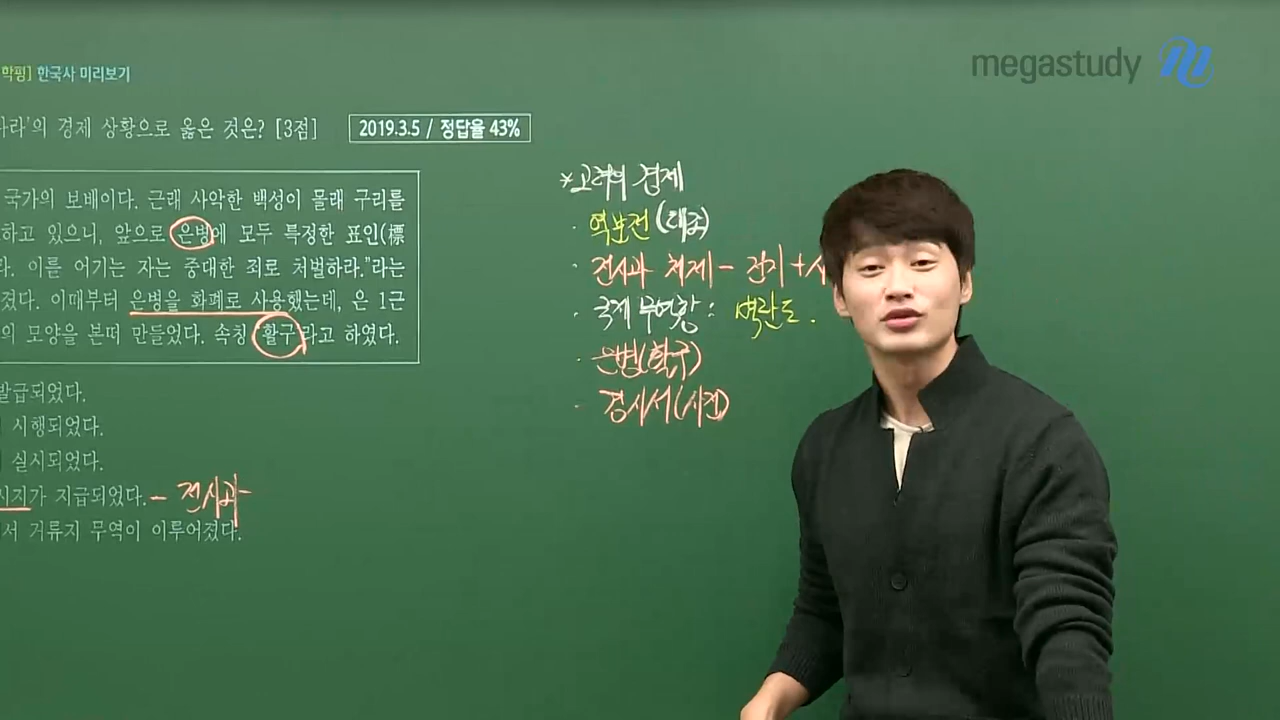 megastudy
학평] 한국사 미리보기
나라'의 경제 상황으로 옳은 것은? [3점]
2019.3.5 / 정답율 43%
국가의 보배이다. 근래 사악한 백성이 몰래 구리를
하고 있으니, 앞으로 은병에 모두 특정한 표인(標
라. 이를 어기는 자는 중대한 죄로 처벌하라."라는
졌다. 이때부터 은병을 화폐로 사용했는데, 은 1근
의 모양을 본떠 만들었다. 속칭 '활구'라고 하였다.
발급되었다.
시행되었다.
실시되었다.
시지가 지급되었다. - 전시과
서 거류지 무역이 이루어졌다.
*고려의 경제
· 역분전(태조)
· 전시과 체제 - 전지 + 시
· 국제 무역항 : 벽란도.
· 은병(활구)
· 경시서(시전)